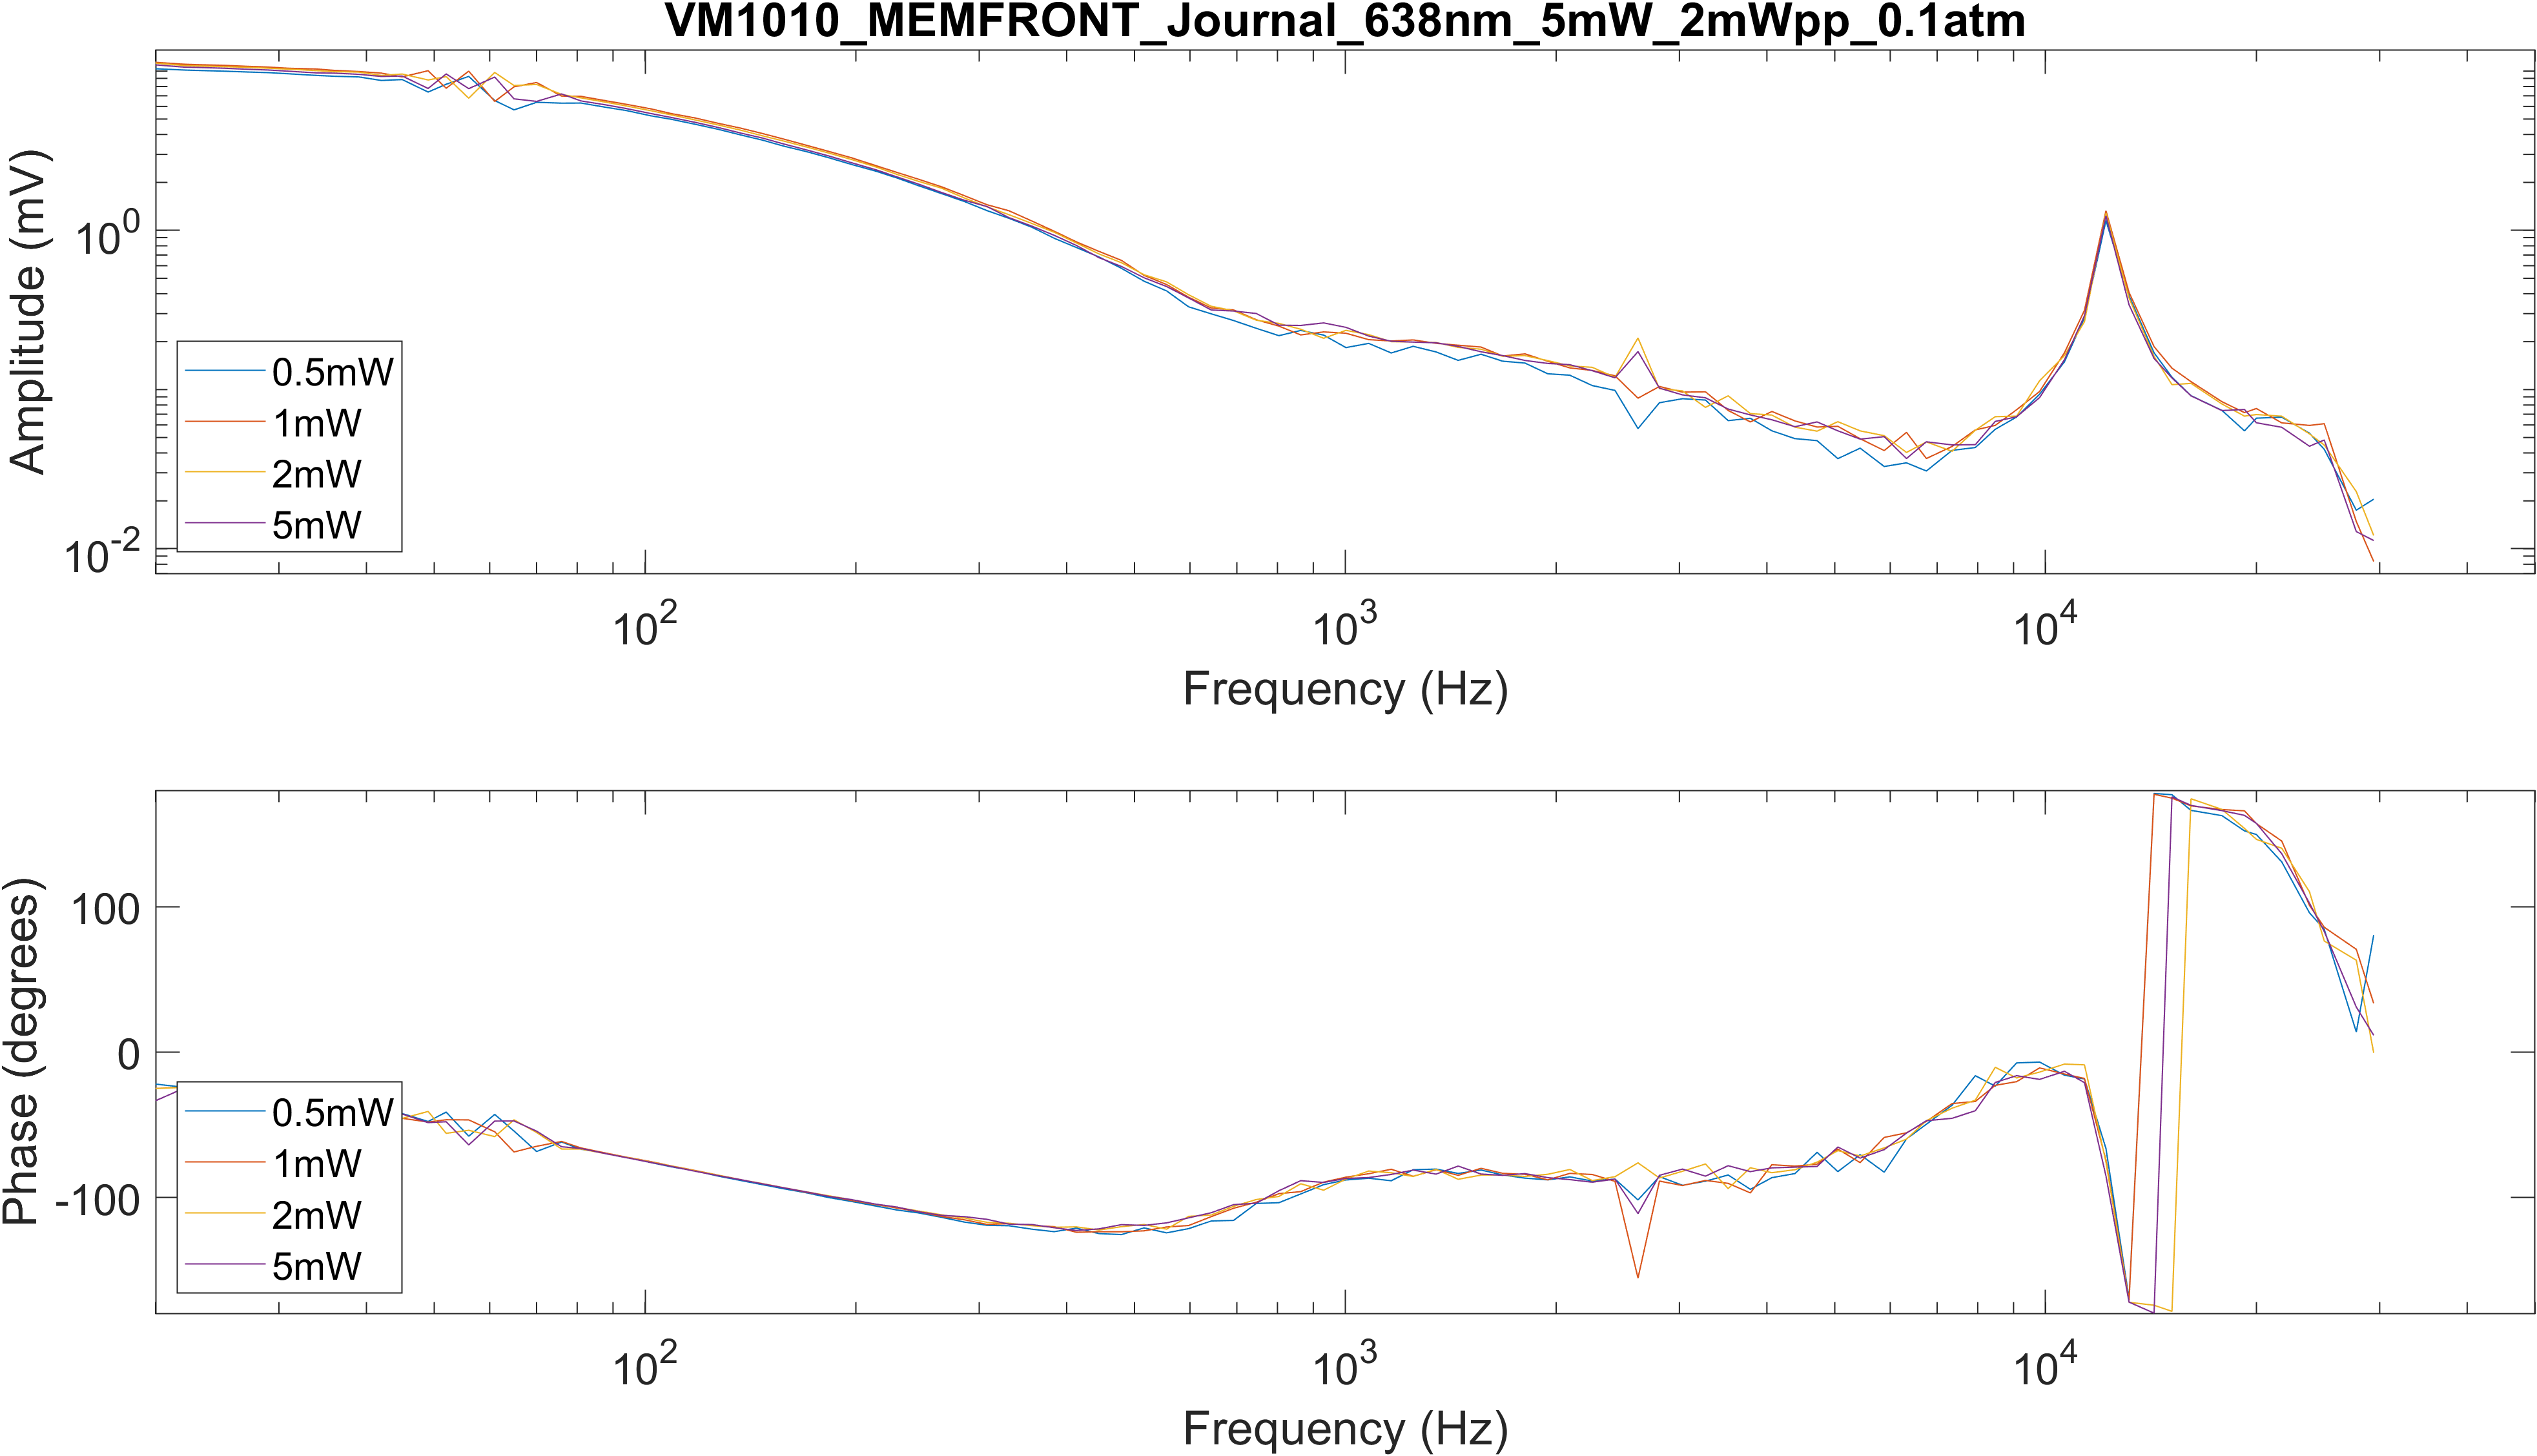 VM1010_MEMFRONT_Journal_638nm_5mW_2mWpp_0.1atm
Amplitude (mV)
10^0
10^-2
0.5mW
1mW
2mW
5mW
10^2
10^3
10^4
Frequency (Hz)
Phase (degrees)
100
0
-100
0.5mW
1mW
2mW
5mW
10^2
10^3
10^4
Frequency (Hz)